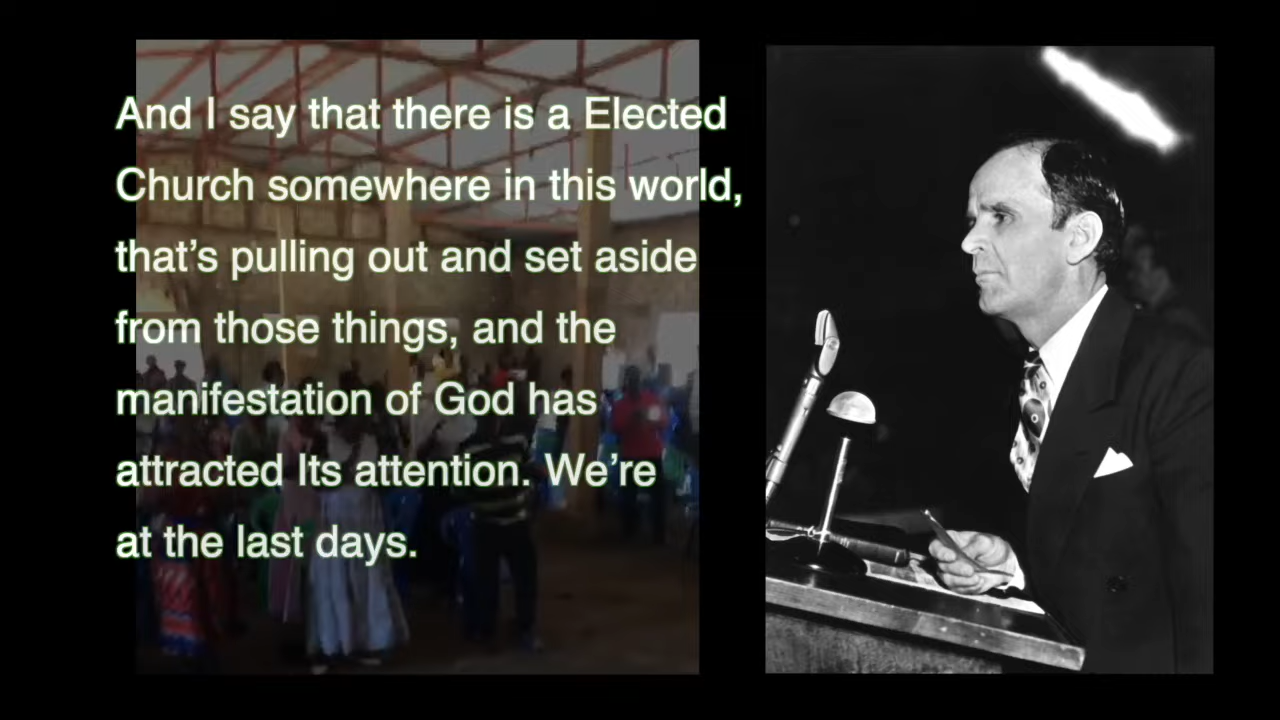 And I say that there is a Elected
Church somewhere in this world,
that’s pulling out and set aside
from those things, and the
manifestation of God has
attracted Its attention. We’re
at the last days.